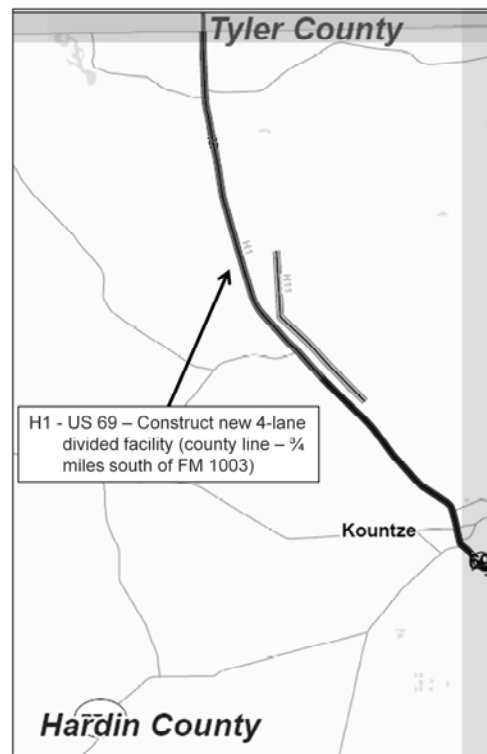 Tyler County
H1
H11
H1 - US 69 – Construct new 4-lane
divided facility (county line – ¾
miles south of FM 1003)
Kountze
Hardin County